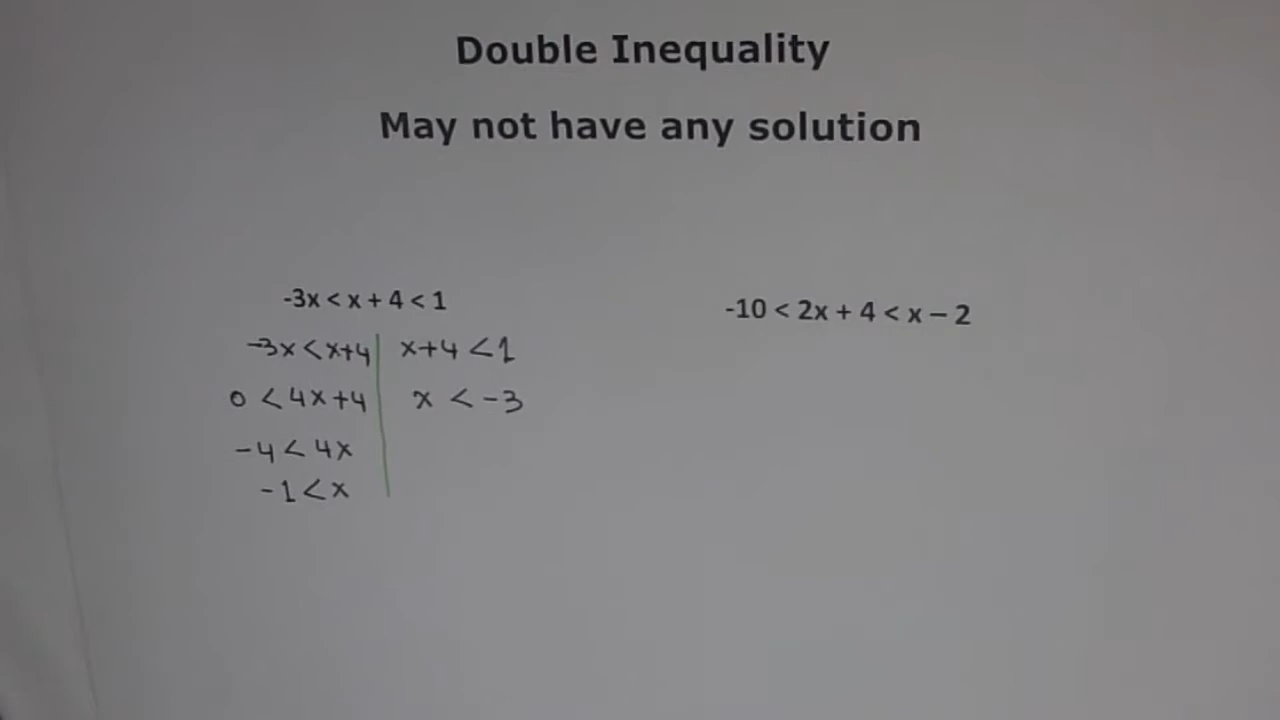 Double Inequality
May not have any solution
-3x < x + 4 < 1
-3x < x+4 | x+4 < 1
0 < 4x+4 | x < -3
-4 < 4x
-1 < x
-10 < 2x + 4 < x – 2